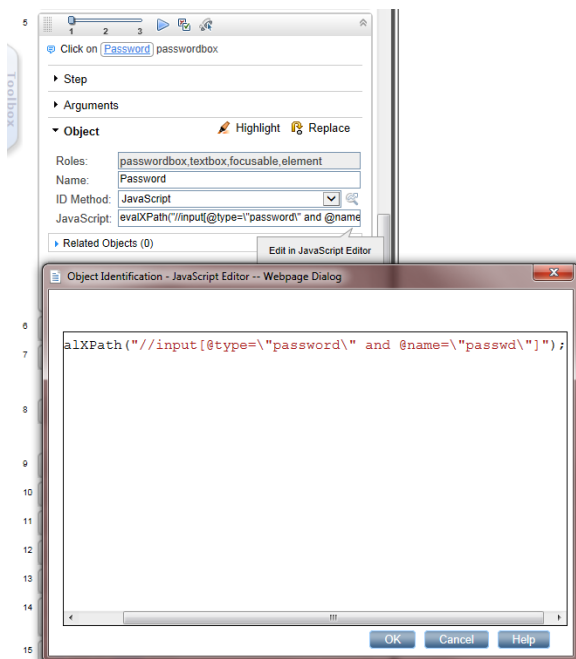 5
1 2 3
Click on Password passwordbox
Toolbox
Step
Arguments
Object Highlight Replace
Roles: passwordbox,textbox,focusable,element
Name: Password
ID Method: JavaScript
JavaScript: evalXPath("//input[@type=\"password\" and @name
Related Objects (0)
Edit in JavaScript Editor
Object Identification - JavaScript Editor -- Webpage Dialog
6
alXPath("//input[@type=\"password\" and @name=\"passwd\"]");
7
8
9
10
11
12
13
14
OK Cancel Help
15